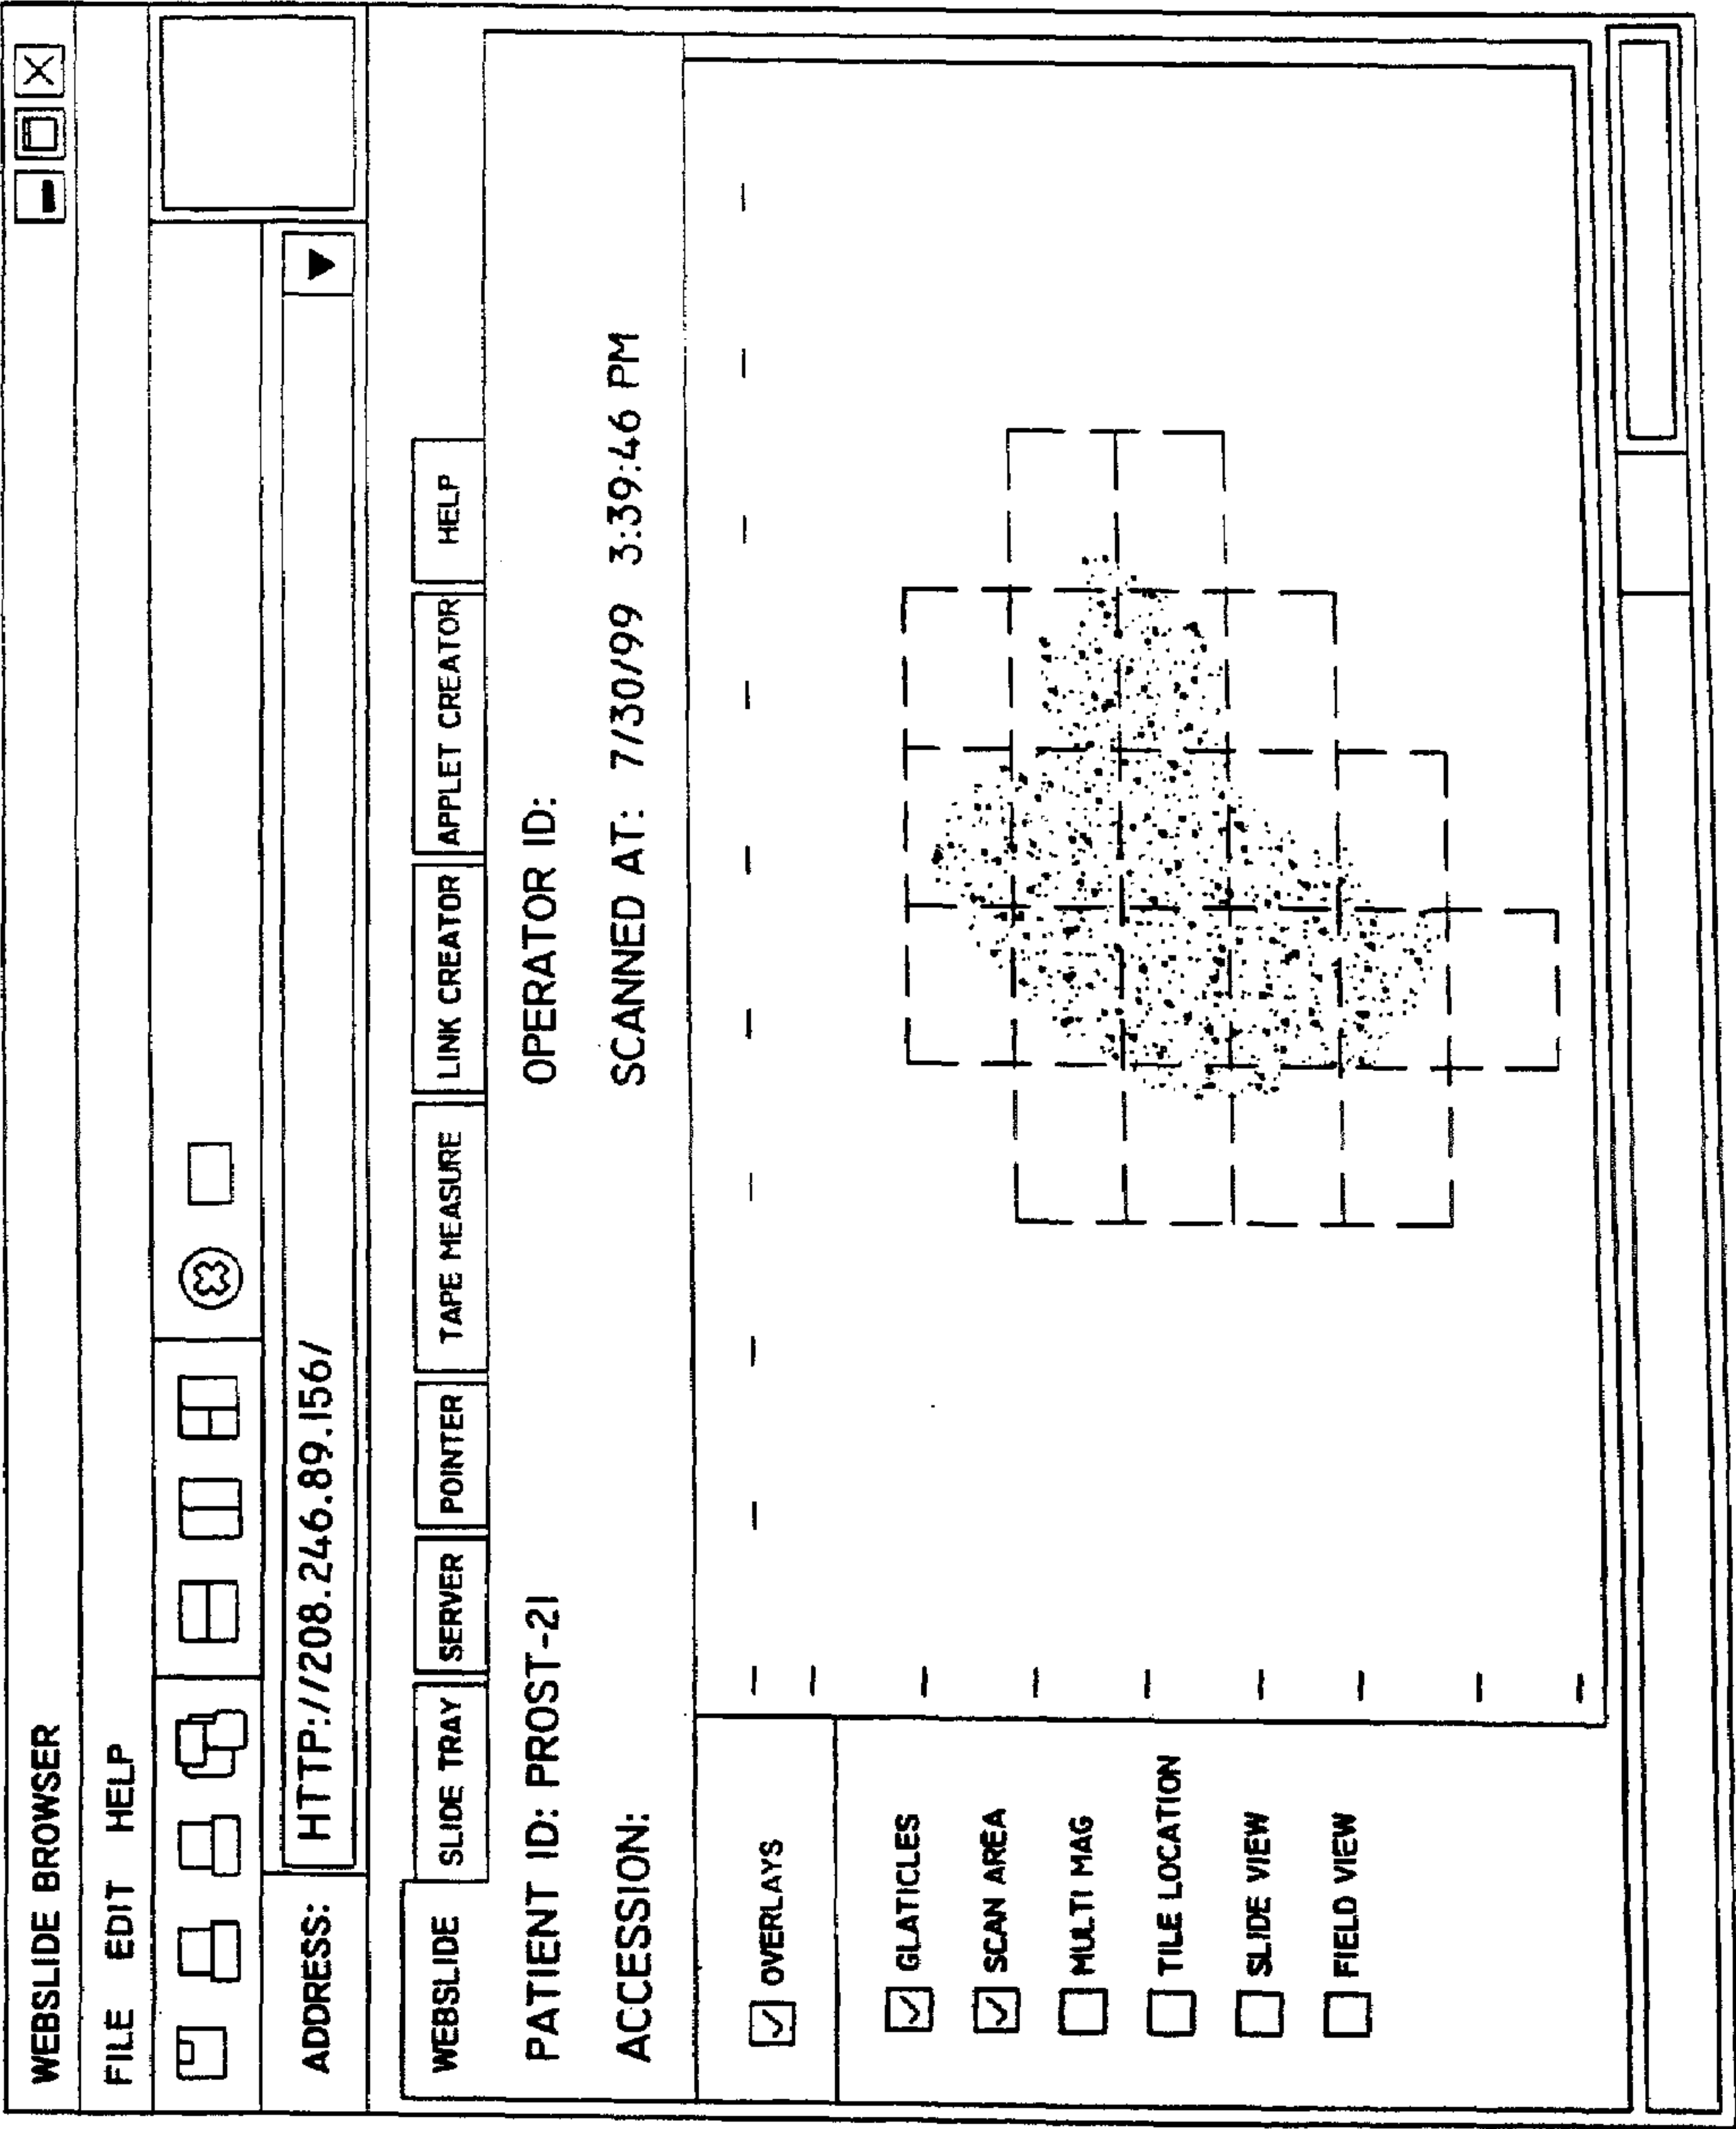 WEBSLIDE BROWSER
FILE EDIT HELP
ADDRESS: HTTP://208.246.89.156/
WEBSLIDE SLIDE TRAY SERVER POINTER TAPE MEASURE LINK CREATOR APPLET CREATOR HELP
PATIENT ID: PROST-21 OPERATOR ID:
ACCESSION: SCANNED AT: 7/30/99 3:39:46 PM
OVERLAYS
GLATICLES
SCAN AREA
MULTI MAG
TILE LOCATION
SLIDE VIEW
FIELD VIEW